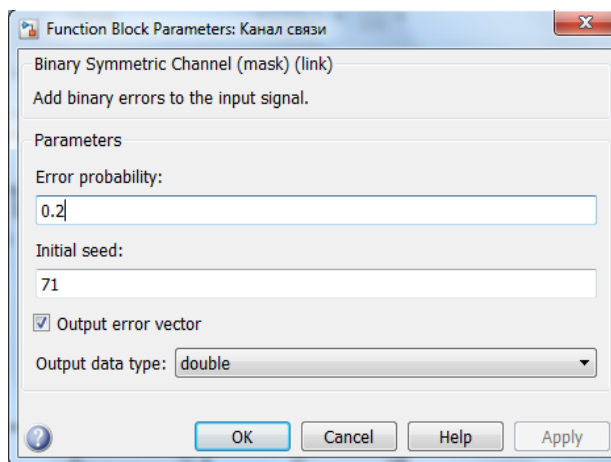 Function Block Parameters: Канал связи
Binary Symmetric Channel (mask) (link)
Add binary errors to the input signal.
Parameters
Error probability:
0.2
Initial seed:
71
Output error vector
Output data type: double
OK Cancel Help Apply